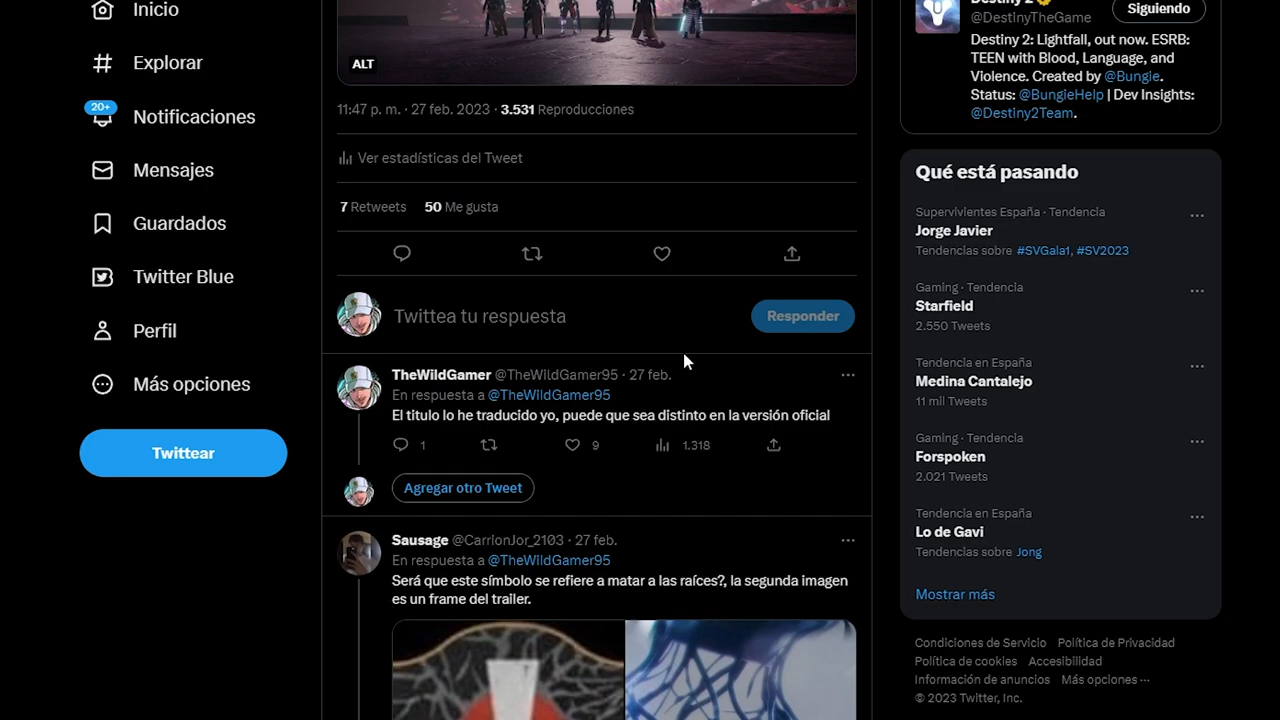 Inicio
Explorar
20+
Notificaciones
Mensajes
Guardados
Twitter Blue
Perfil
Más opciones
Twittear
ALT
11:47 p. m. · 27 feb. 2023 · 3.531 Reproducciones
Ver estadísticas del Tweet
7 Retweets 50 Me gusta
Twittea tu respuesta
Responder
TheWildGamer @TheWildGamer95 · 27 feb.
En respuesta a @TheWildGamer95
El titulo lo he traducido yo, puede que sea distinto en la versión oficial
1 9 1.318
Agregar otro Tweet
Sausage @CarrionJor_2103 · 27 feb.
En respuesta a @TheWildGamer95
Será que este símbolo se refiere a matar a las raíces?, la segunda imagen
es un frame del trailer.
Destiny 2
@DestinyTheGame
Siguiendo
Destiny 2: Lightfall, out now. ESRB:
TEEN with Blood, Language, and
Violence. Created by @Bungie.
Status: @BungieHelp | Dev Insights:
@Destiny2Team.
Qué está pasando
Supervivientes España · Tendencia
Jorge Javier
Tendencias sobre #SVGala1, #SV2023
Gaming · Tendencia
Starfield
2.550 Tweets
Tendencia en España
Medina Cantalejo
11 mil Tweets
Gaming · Tendencia
Forspoken
2.021 Tweets
Tendencia en España
Lo de Gavi
Tendencias sobre Jong
Mostrar más
Condiciones de Servicio Política de Privacidad
Política de cookies Accesibilidad
Información de anuncios Más opciones ···
© 2023 Twitter, Inc.